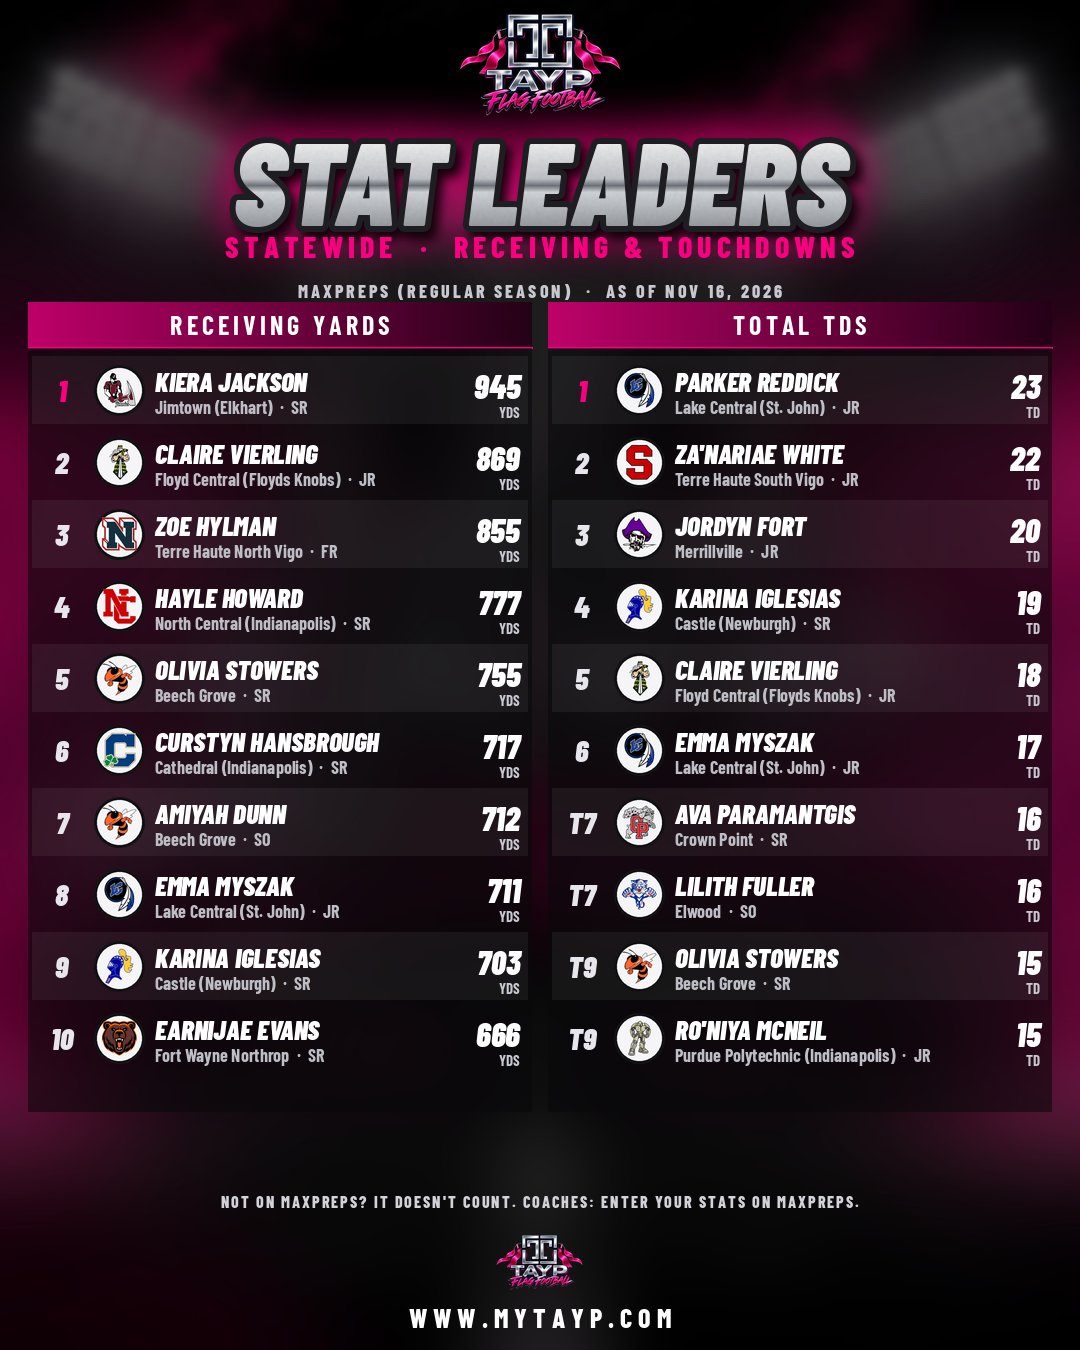 TAYP
FLAG FOOTBALL
STAT LEADERS
STATEWIDE · RECEIVING & TOUCHDOWNS
MAXPREPS (REGULAR SEASON) · AS OF NOV 16, 2026
RECEIVING YARDS
1 KIERA JACKSON 945
Jimtown (Elkhart) · SR YDS
2 CLAIRE VIERLING 869
Floyd Central (Floyds Knobs) · JR YDS
3 ZOE HYLMAN 855
Terre Haute North Vigo · FR YDS
4 HAYLE HOWARD 777
North Central (Indianapolis) · SR YDS
5 OLIVIA STOWERS 755
Beech Grove · SR YDS
6 CURSTYN HANSBROUGH 717
Cathedral (Indianapolis) · SR YDS
7 AMIYAH DUNN 712
Beech Grove · SO YDS
8 EMMA MYSZAK 711
Lake Central (St. John) · JR YDS
9 KARINA IGLESIAS 703
Castle (Newburgh) · SR YDS
10 EARNIJAE EVANS 666
Fort Wayne Northrop · SR YDS
TOTAL TDS
1 PARKER REDDICK 23
Lake Central (St. John) · JR TD
2 ZA'NARIAE WHITE 22
Terre Haute South Vigo · JR TD
3 JORDYN FORT 20
Merrillville · JR TD
4 KARINA IGLESIAS 19
Castle (Newburgh) · SR TD
5 CLAIRE VIERLING 18
Floyd Central (Floyds Knobs) · JR TD
6 EMMA MYSZAK 17
Lake Central (St. John) · JR TD
T7 AVA PARAMANTGIS 16
Crown Point · SR TD
T7 LILITH FULLER 16
Elwood · SO TD
T9 OLIVIA STOWERS 15
Beech Grove · SR TD
T9 RO'NIYA MCNEIL 15
Purdue Polytechnic (Indianapolis) · JR TD
NOT ON MAXPREPS? IT DOESN'T COUNT. COACHES: ENTER YOUR STATS ON MAXPREPS.
TAYP
FLAG FOOTBALL
WWW.MYTAYP.COM